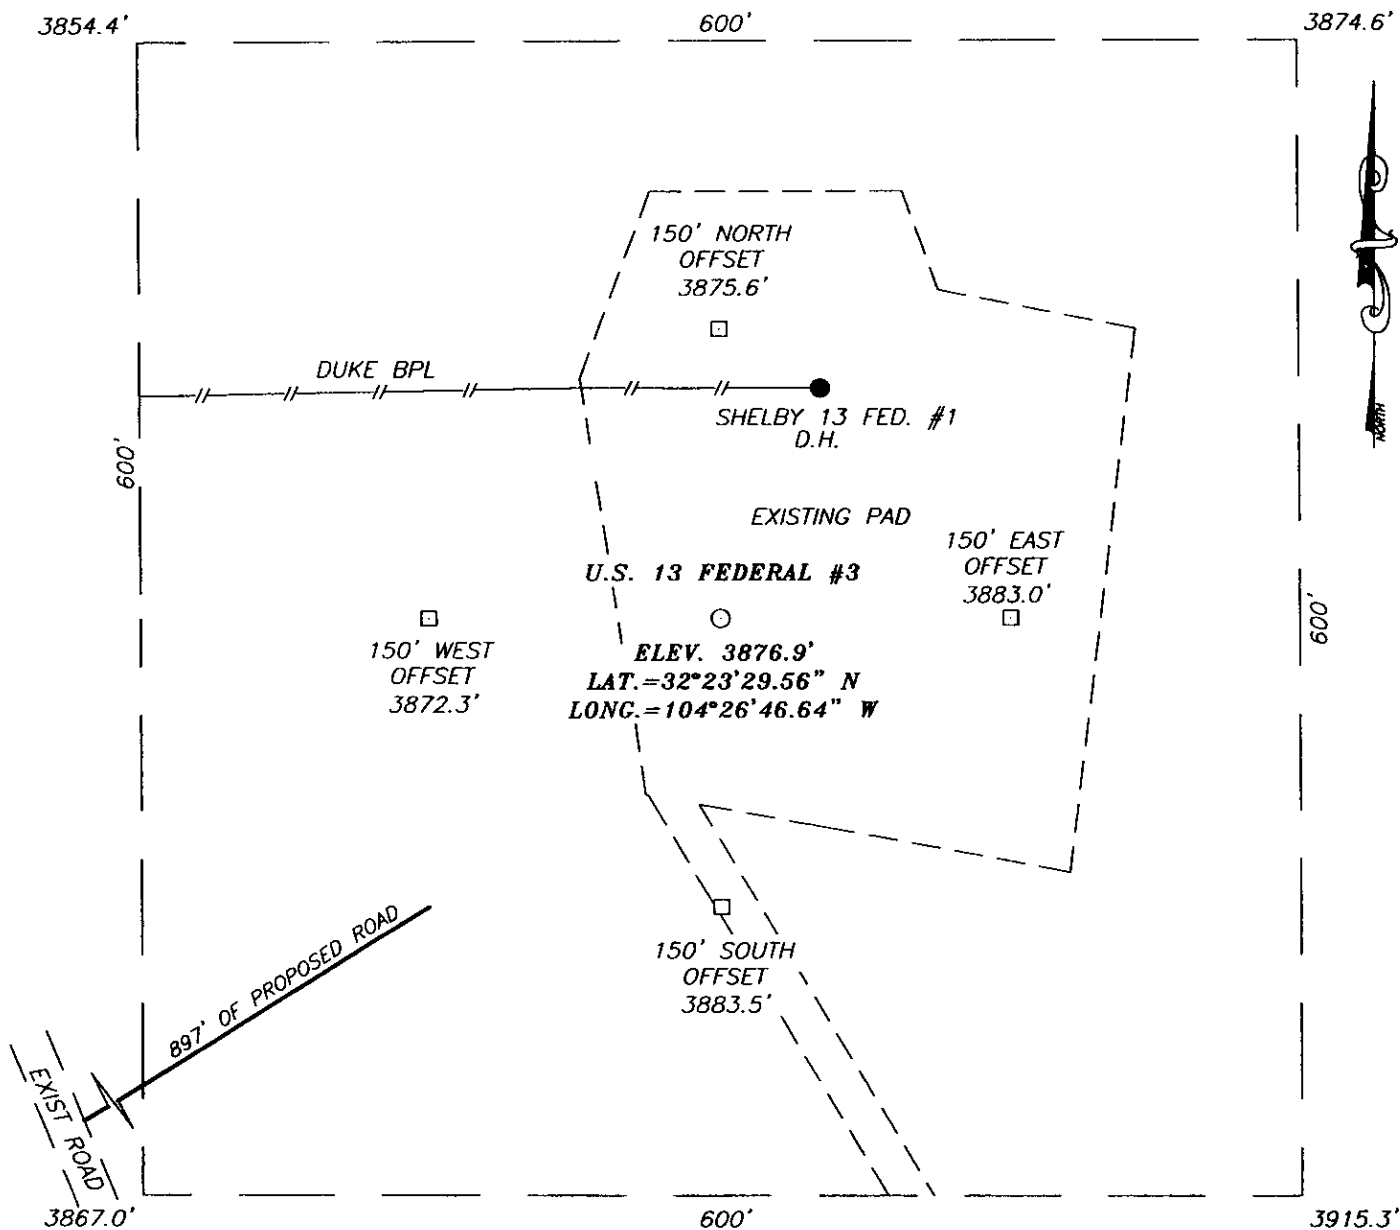 3854.4'
600'
3874.6'
150' NORTH
OFFSET
3875.6'
NORTH
DUKE BPL
SHELBY 13 FED. #1
D.H.
600'
EXISTING PAD
150' EAST
OFFSET
3883.0'
U.S. 13 FEDERAL #3
600'
150' WEST
OFFSET
3872.3'
ELEV. 3876.9'
LAT.=32°23'29.56" N
LONG.=104°26'46.64" W
897' OF PROPOSED ROAD
150' SOUTH
OFFSET
3883.5'
EXIST ROAD
3867.0'
600'
3915.3'